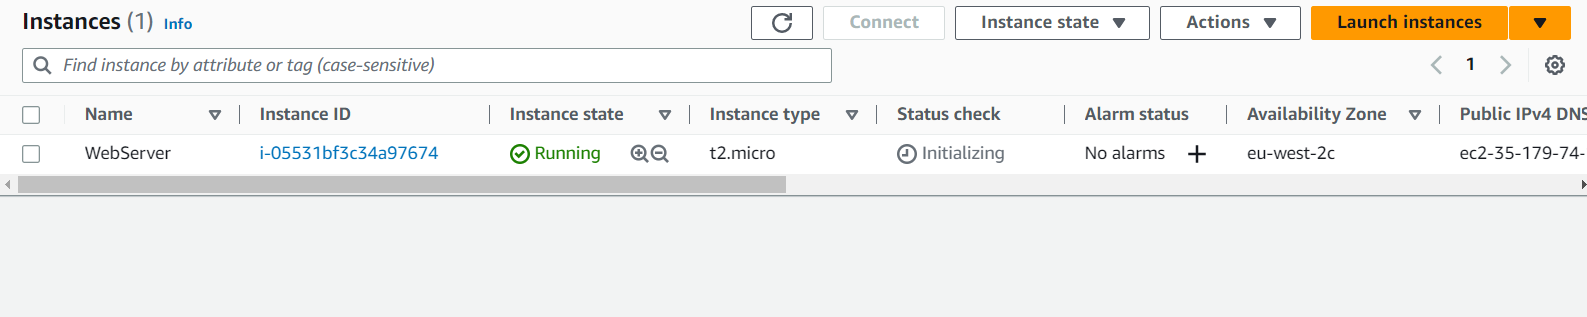 Instances (1) Info Connect Instance state Actions Launch instances
Find instance by attribute or tag (case-sensitive) 1
Name Instance ID Instance state Instance type Status check Alarm status Availability Zone Public IPv4 DNS
WebServer i-05531bf3c34a97674 Running t2.micro Initializing No alarms + eu-west-2c ec2-35-179-74-